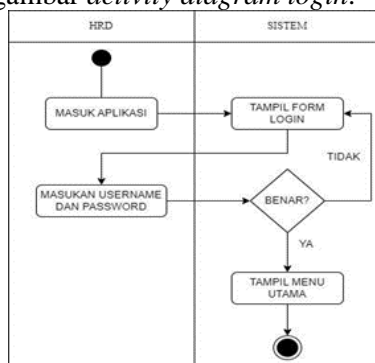 gambar activity diagram login.
HRD
SISTEM
MASUK APLIKASI
TAMPIL FORM
LOGIN
TIDAK
MASUKAN USERNAME
DAN PASSWORD
BENAR?
YA
TAMPIL MENU
UTAMA